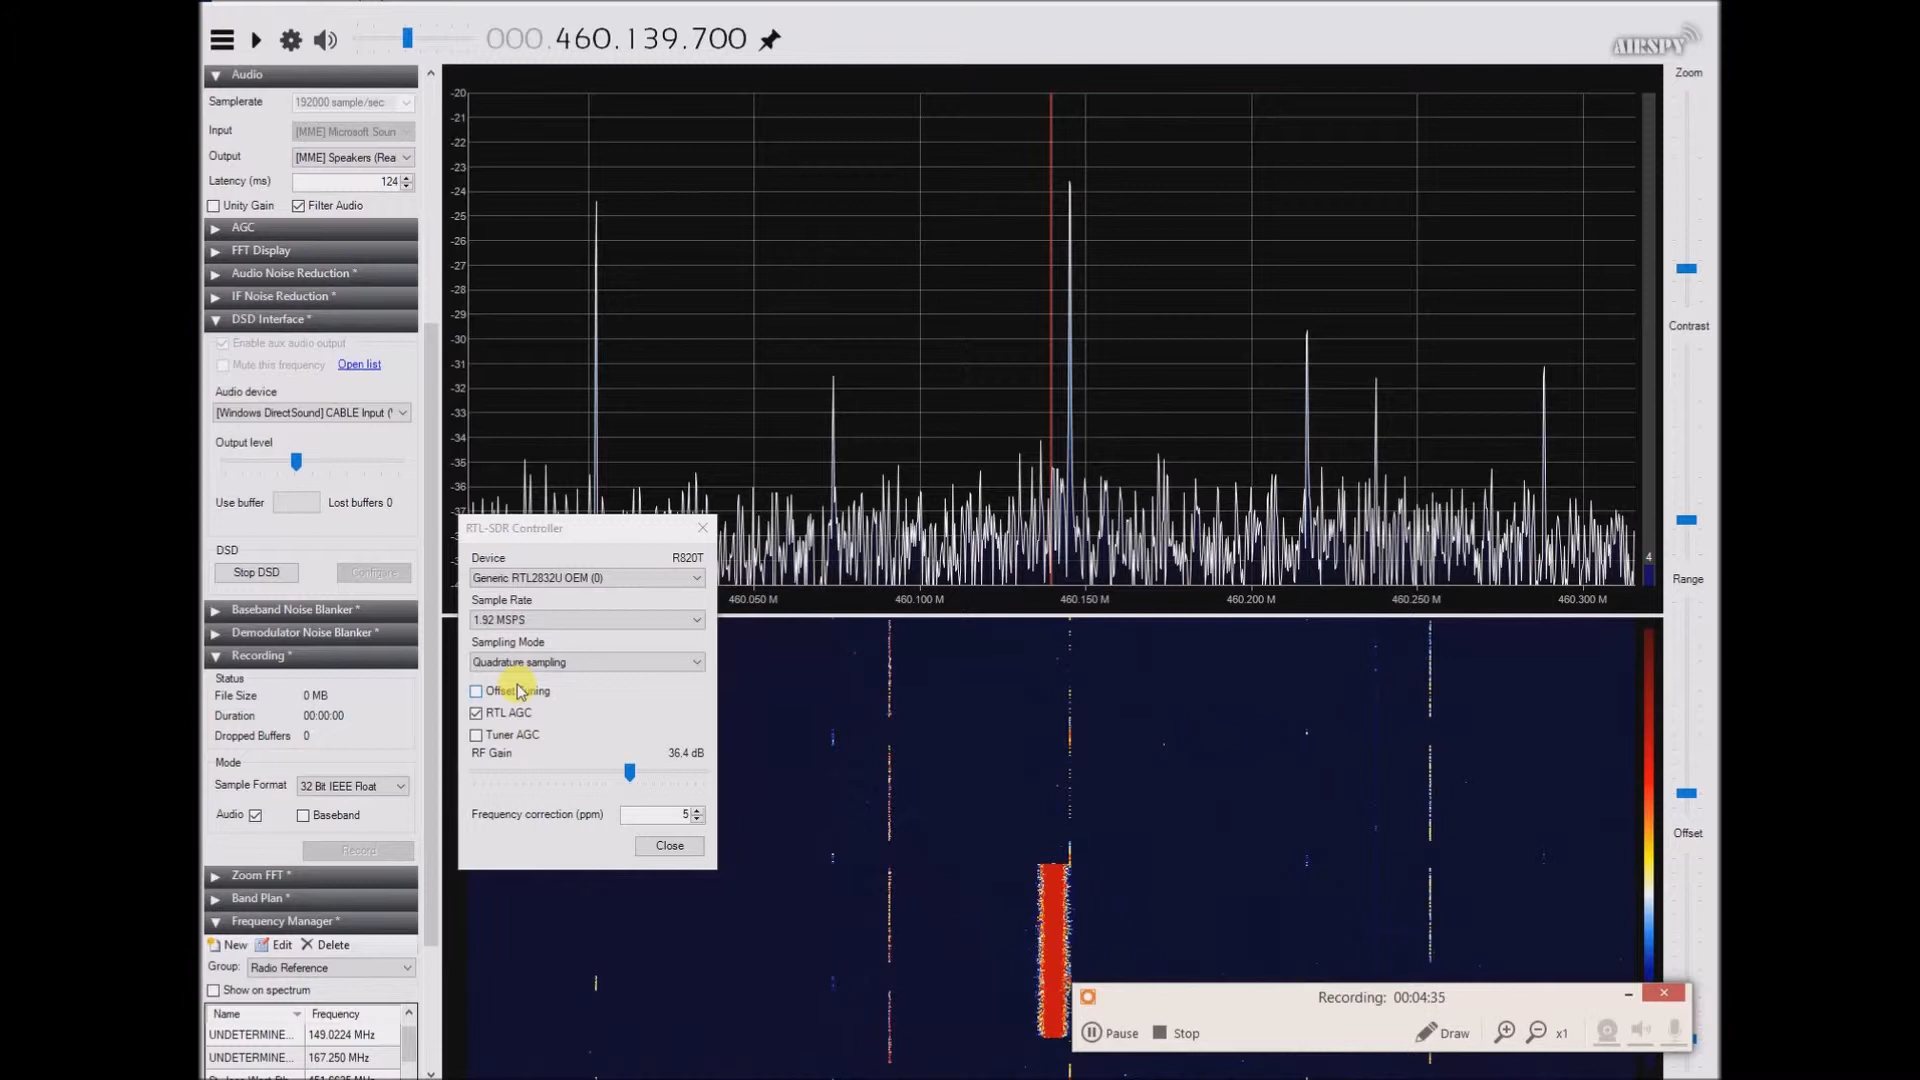 000.460.139.700
AIRSPY
Audio
Samplerate 192000 sample/sec
Input [MME] Microsoft Soun
Output [MME] Speakers (Rea
Latency (ms) 124
Unity Gain Filter Audio
AGC
FFT Display
Audio Noise Reduction *
IF Noise Reduction *
DSD Interface *
Enable aux audio output
Mute this frequency Open list
Audio device
[Windows DirectSound] CABLE Input (
Output level
Use buffer Lost buffers 0
DSD
Stop DSD Configure
Baseband Noise Blanker *
Demodulator Noise Blanker *
Recording *
Status
File Size 0 MB
Duration 00:00:00
Dropped Buffers 0
Mode
Sample Format 32 Bit IEEE Float
Audio Baseband
Record
Zoom FFT *
Band Plan *
Frequency Manager *
New Edit Delete
Group: Radio Reference
Show on spectrum
Name Frequency
UNDETERMINE... 149.0224 MHz
UNDETERMINE... 167.250 MHz
-20
-21
-22
-23
-24
-25
-26
-27
-28
-29
-30
-31
-32
-33
-34
-35
-36
460.050 M 460.100 M 460.150 M 460.200 M 460.250 M 460.300 M
4
Zoom
Contrast
Range
Offset
RTL-SDR Controller
Device R820T
Generic RTL2832U OEM (0)
Sample Rate
1.92 MSPS
Sampling Mode
Quadrature sampling
Offset Tuning
RTL AGC
Tuner AGC
RF Gain 36.4 dB
Frequency correction (ppm) 5
Close
Recording: 00:04:35
Pause Stop Draw x1